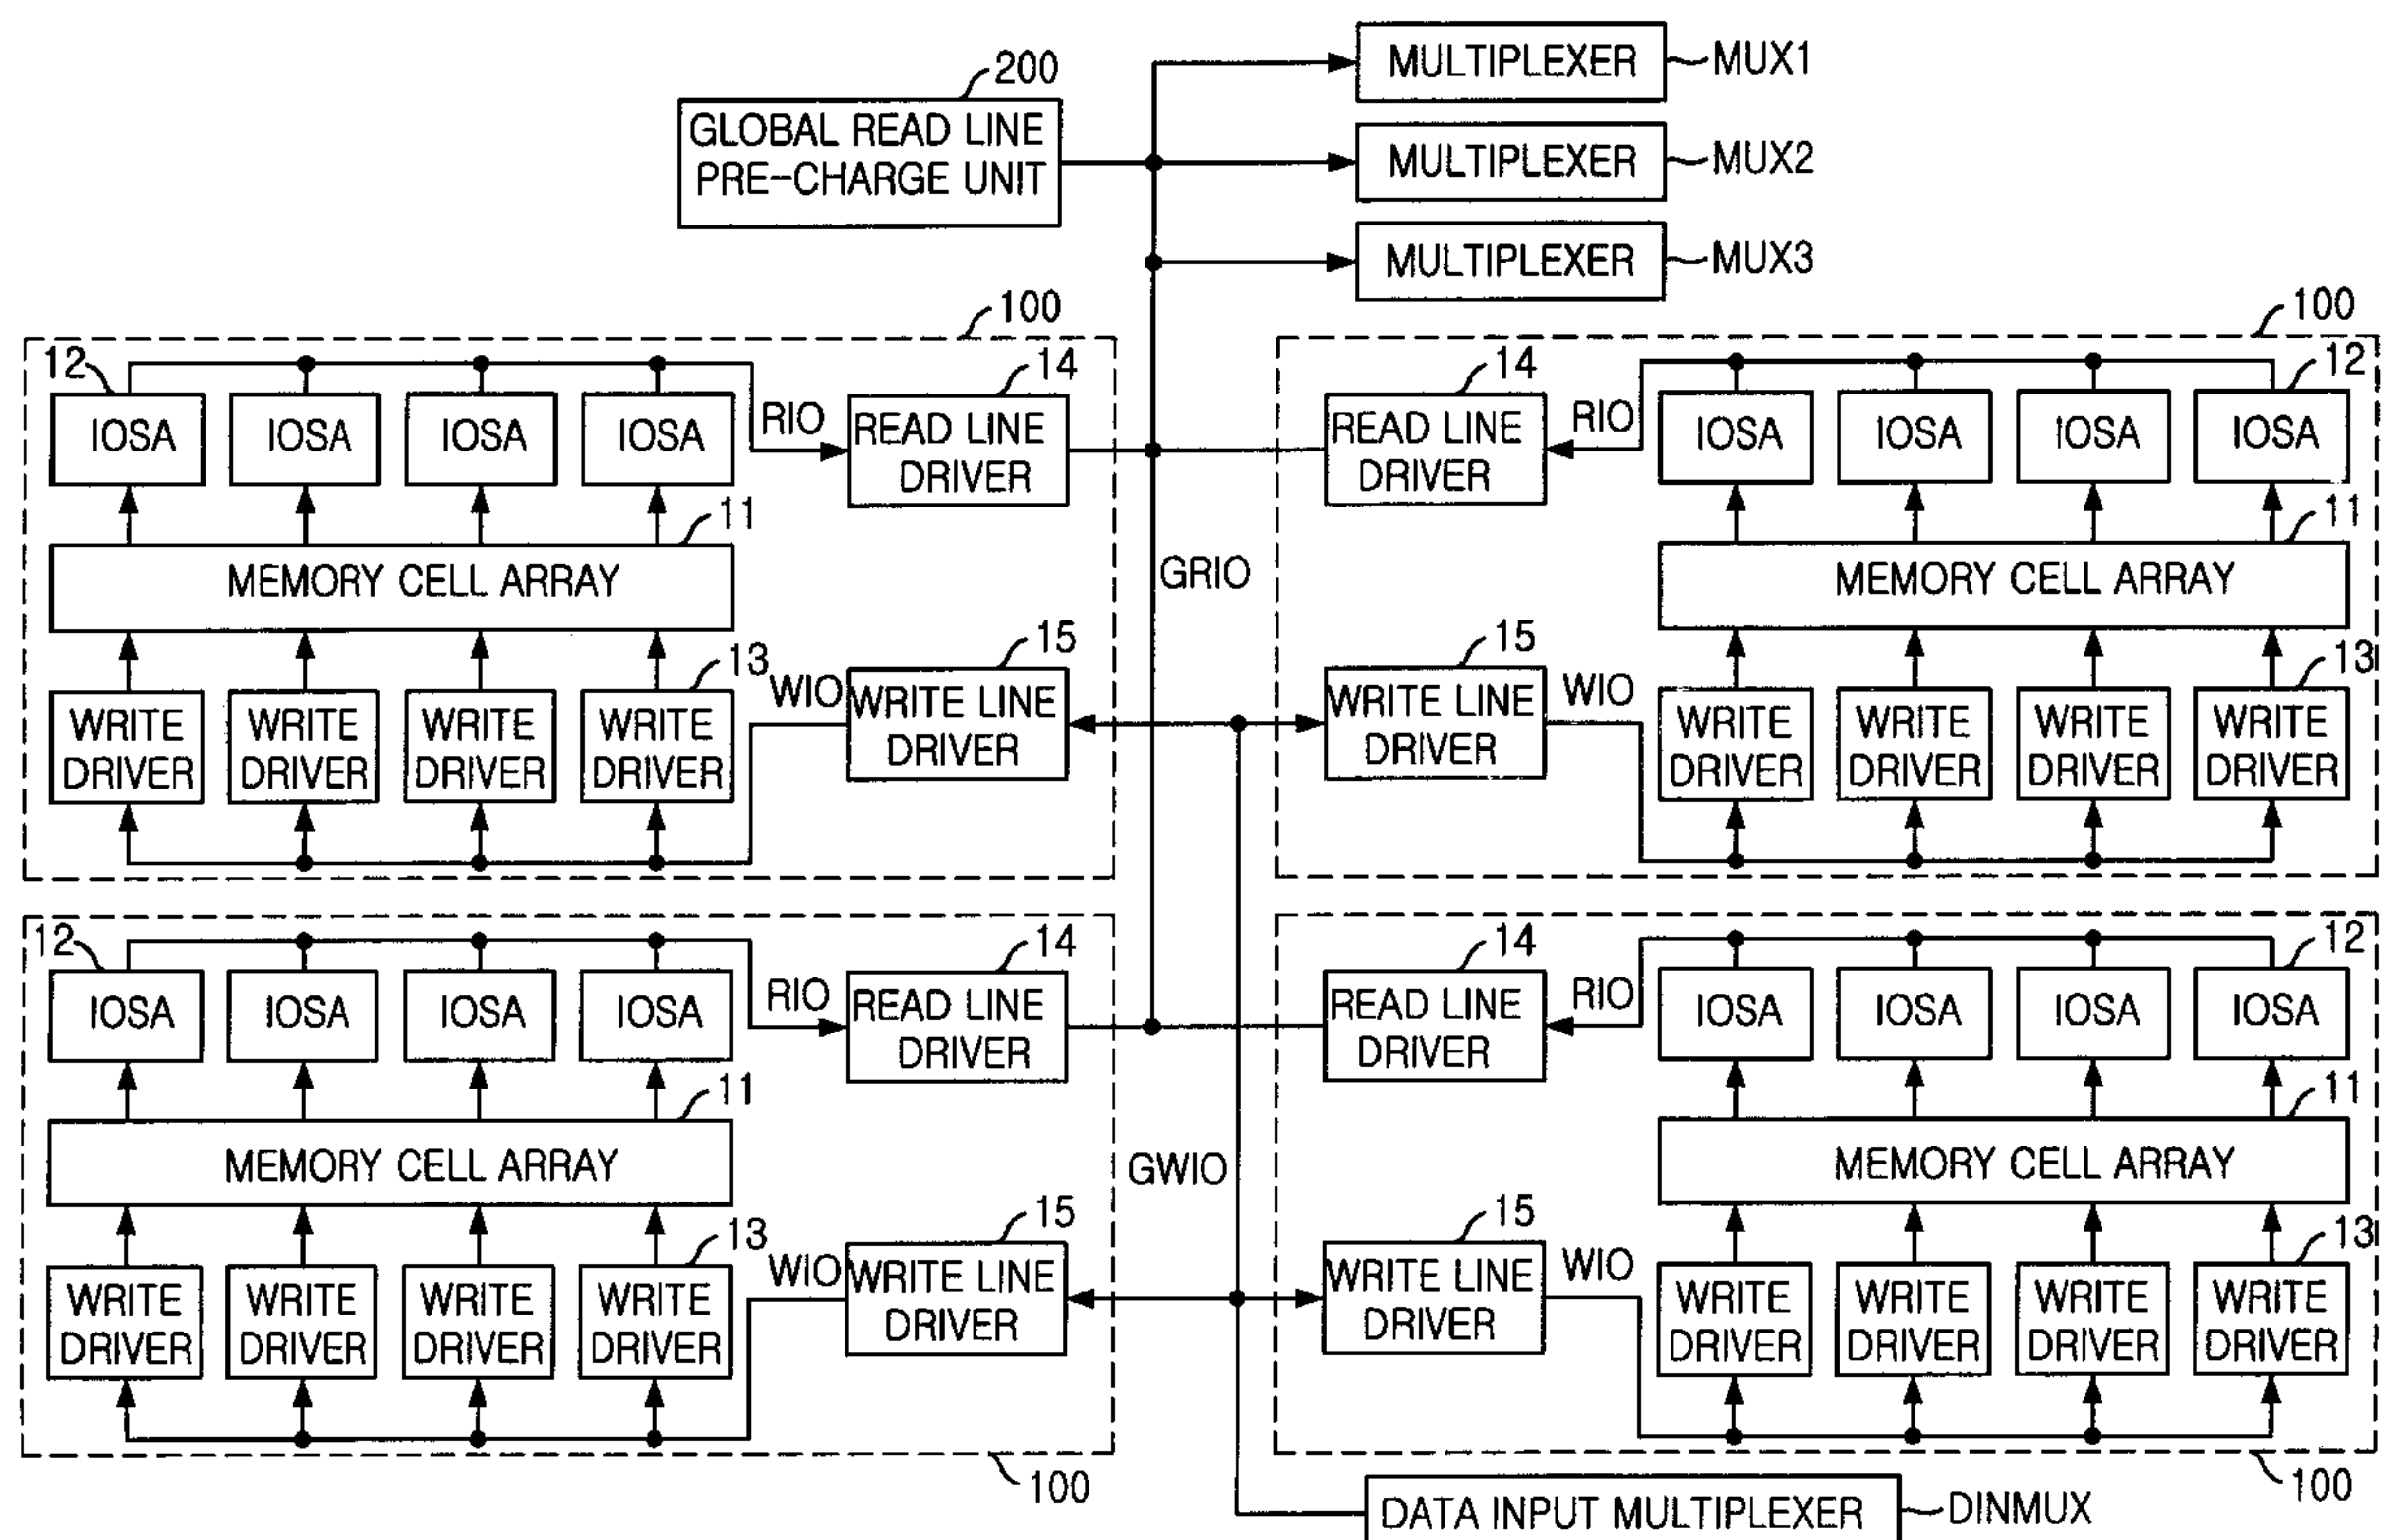 200
GLOBAL READ LINE
PRE-CHARGE UNIT
MULTIPLEXER
MUX1
MULTIPLEXER
MUX2
MULTIPLEXER
MUX3
100
12
IOSA
IOSA
IOSA
IOSA
RIO
14
READ LINE
DRIVER
11
MEMORY CELL ARRAY
13
WRITE
DRIVER
WRITE
DRIVER
WRITE
DRIVER
WRITE
DRIVER
WIO
15
WRITE LINE
DRIVER
GRIO
100
14
READ LINE
DRIVER
RIO
IOSA
IOSA
IOSA
12
IOSA
11
MEMORY CELL ARRAY
15
WRITE LINE
DRIVER
WIO
13
WRITE
DRIVER
WRITE
DRIVER
WRITE
DRIVER
WRITE
DRIVER
12
IOSA
IOSA
IOSA
IOSA
RIO
14
READ LINE
DRIVER
11
MEMORY CELL ARRAY
13
WRITE
DRIVER
WRITE
DRIVER
WRITE
DRIVER
WRITE
DRIVER
WIO
15
WRITE LINE
DRIVER
100
GWIO
14
READ LINE
DRIVER
RIO
IOSA
IOSA
IOSA
12
IOSA
11
MEMORY CELL ARRAY
15
WRITE LINE
DRIVER
WIO
13
WRITE
DRIVER
WRITE
DRIVER
WRITE
DRIVER
WRITE
DRIVER
100
DATA INPUT MULTIPLEXER
DINMUX